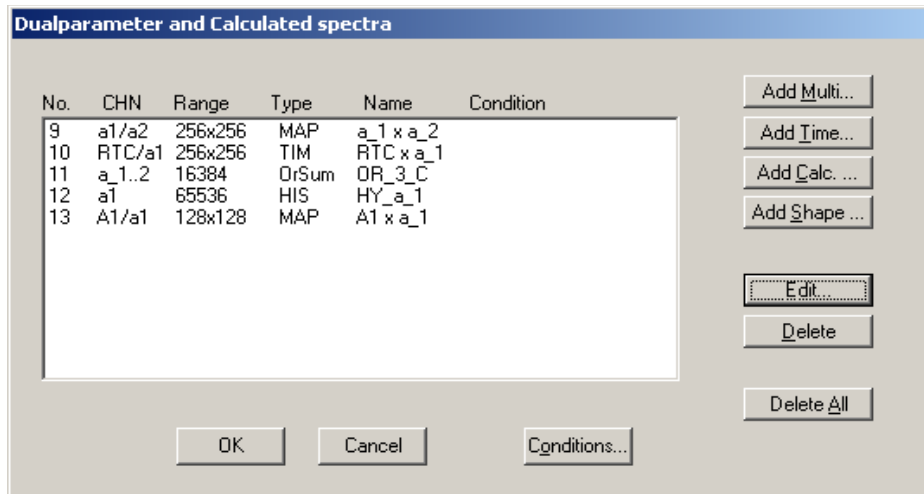 Dualparameter and Calculated spectra
No. CHN Range Type Name Condition
9 a1/a2 256x256 MAP a_1 x a_2
10 RTC/a1 256x256 TIM RTC x a_1
11 a_1..2 16384 OrSum OR_3_C
12 a1 65536 HIS HY_a_1
13 A1/a1 128x128 MAP A1 x a_1
Add Multi...
Add Time...
Add Calc. ...
Add Shape ...
Edit...
Delete
Delete All
OK Cancel Conditions...